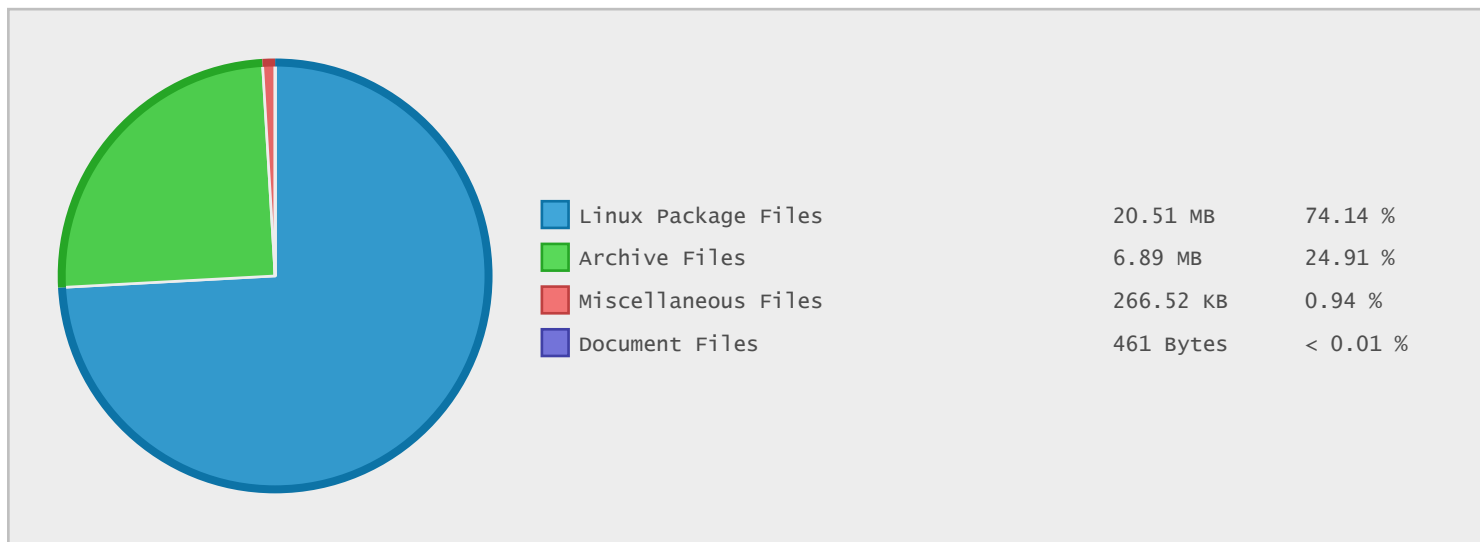 Linux Package Files 20.51 MB 74.14 %
Archive Files 6.89 MB 24.91 %
Miscellaneous Files 266.52 KB 0.94 %
Document Files 461 Bytes < 0.01 %